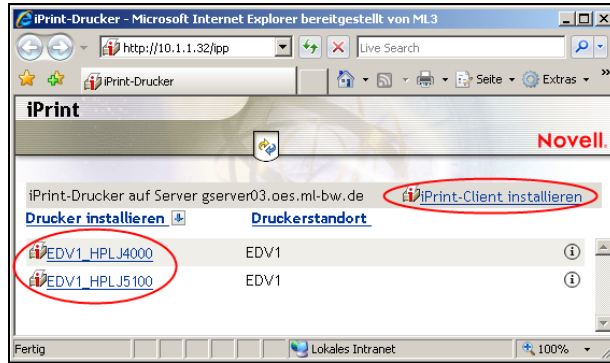 iPrint-Drucker - Microsoft Internet Explorer bereitgestellt von ML3
http://10.1.1.32/ipp
Live Search
iPrint-Drucker
Seite
Extras
»
iPrint
Novell.
iPrint-Drucker auf Server gserver03.oes.ml-bw.de
iPrint-Client installieren
Drucker installieren
Druckerstandort
EDV1_HPLJ4000
EDV1
EDV1_HPLJ5100
EDV1
Fertig
Lokales Intranet
100%